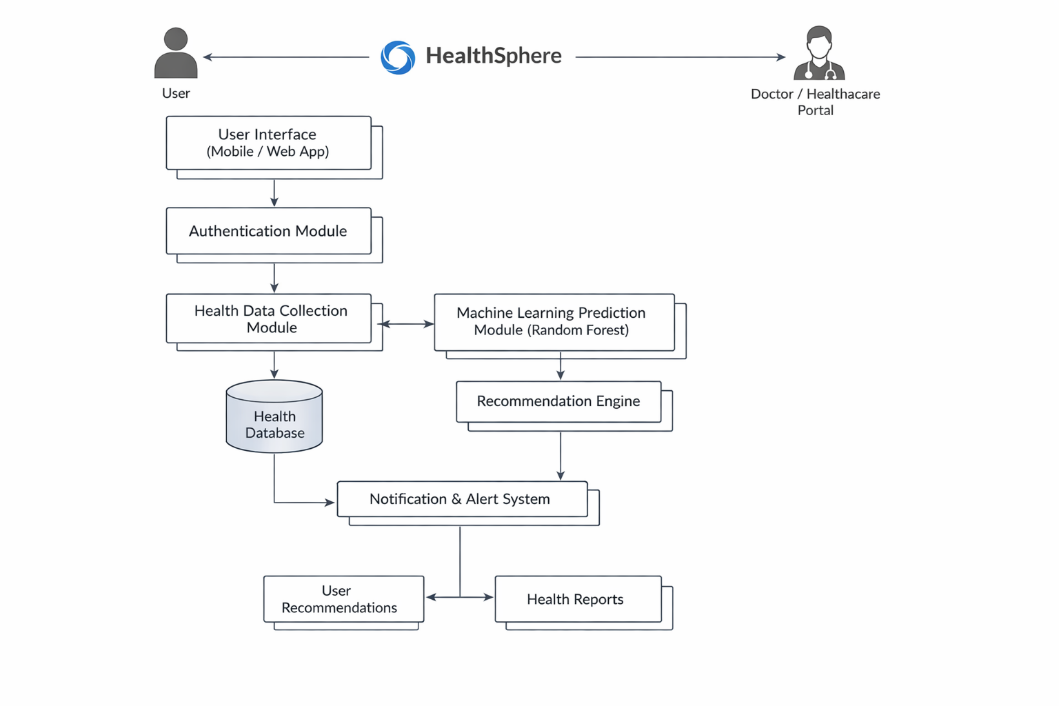 HealthSphere
User
Doctor / Healthacare
Portal
User Interface
(Mobile / Web App)
Authentication Module
Health Data Collection
Module
Machine Learning Prediction
Module (Random Forest)
Health
Database
Recommendation Engine
Notification & Alert System
User
Recommendations
Health Reports